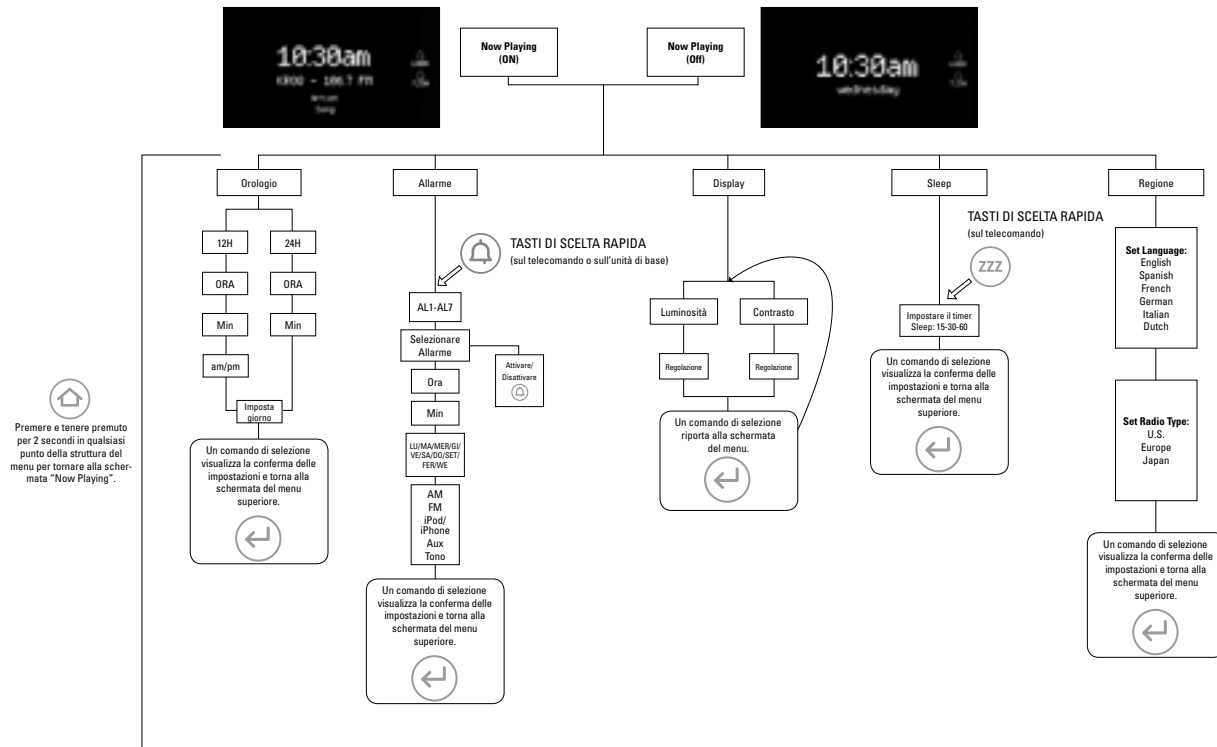 10:30am
KROQ - 106.7 FM
Artist
Song
Now Playing
(ON)
Now Playing
(Off)
10:30am
wednesday
Orologio
Allarme
Display
Sleep
Regione
12H
24H
ORA
ORA
Min
Min
am/pm
Imposta
giorno
Un comando di selezione
visualizza la conferma delle
impostazioni e torna alla
schermata del menu
superiore.
TASTI DI SCELTA RAPIDA
(sul telecomando o sull'unità di base)
AL1-AL7
Selezionare
Allarme
Attivare/
Disattivare
Ora
Min
LU/MA/MER/GI/
VE/SA/DO/SET/
FER/WE
AM
FM
iPod/
iPhone
Aux
Tono
Un comando di selezione
visualizza la conferma delle
impostazioni e torna alla
schermata del menu
superiore.
Luminosità
Contrasto
Regolazione
Regolazione
Un comando di selezione
riporta alla schermata
del menu.
TASTI DI SCELTA RAPIDA
(sul telecomando)
ZZZ
Impostare il timer
Sleep: 15-30-60
Un comando di selezione
visualizza la conferma delle
impostazioni e torna alla
schermata del menu
superiore.
Set Language:
English
Spanish
French
German
Italian
Dutch
Set Radio Type:
U.S.
Europe
Japan
Un comando di selezione
visualizza la conferma delle
impostazioni e torna alla
schermata del menu
superiore.
Premere e tenere premuto
per 2 secondi in qualsiasi
punto della struttura del
menu per tornare alla scher-
mata "Now Playing".